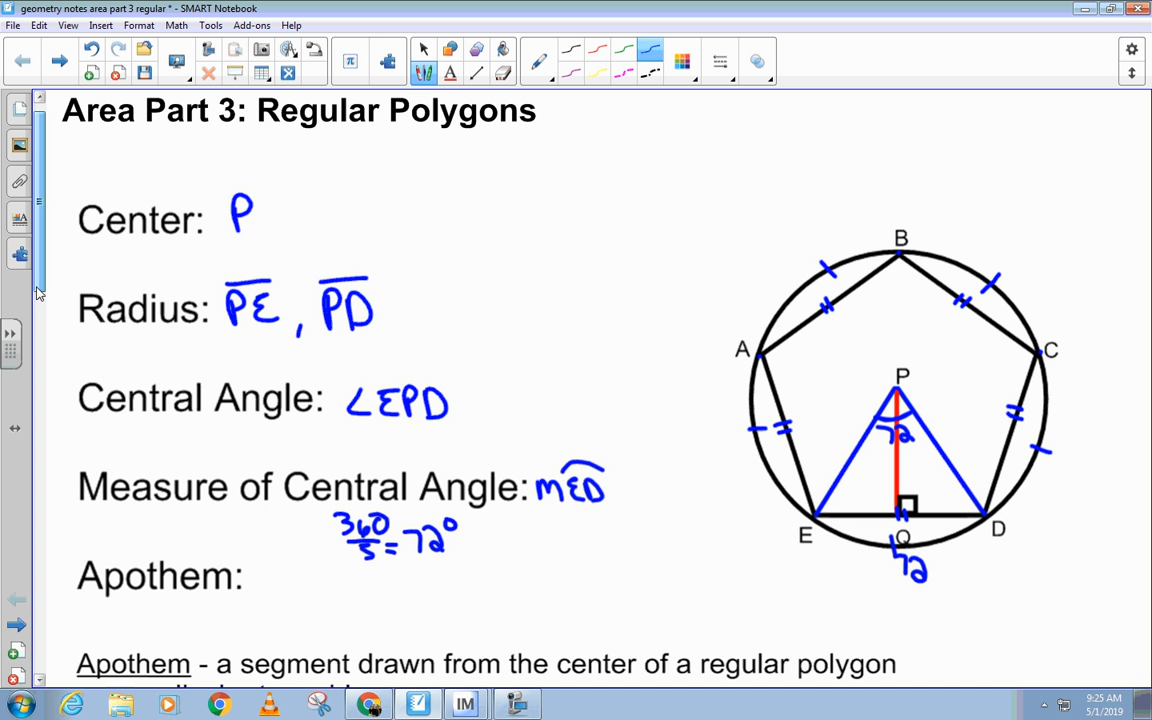 geometry notes area part 3 regular * - SMART Notebook
File Edit View Insert Format Math Tools Add-ons Help
Area Part 3: Regular Polygons
Center: P
Radius: PE, PD
Central Angle: ∠EPD
Measure of Central Angle: mED
360/5 = 72°
Apothem:
Apothem - a segment drawn from the center of a regular polygon
B
A
C
P
72
E
Q
D
72
IM
9:25 AM
5/1/2019